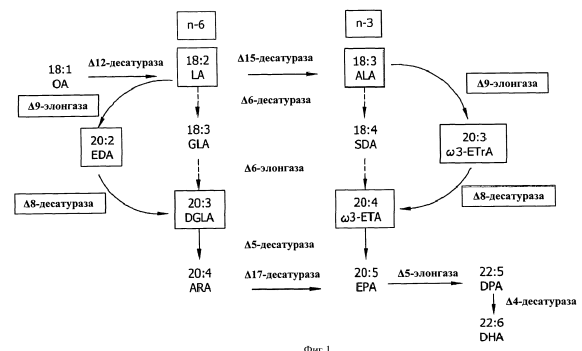 n-6
n-3
18:1
OA
Δ12-десатураза
18:2
LA
Δ15-десатураза
18:3
ALA
Δ9-элонгаза
Δ9-элонгаза
Δ6-десатураза
20:2
EDA
18:3
GLA
18:4
SDA
20:3
ω3-ETrA
Δ6-элонгаза
Δ8-десатураза
20:3
DGLA
20:4
ω3-ETA
Δ8-десатураза
Δ5-десатураза
20:4
ARA
Δ17-десатураза
20:5
EPA
Δ5-элонгаза
22:5
DPA
Δ4-десатураза
22:6
DHA
Фиг.1